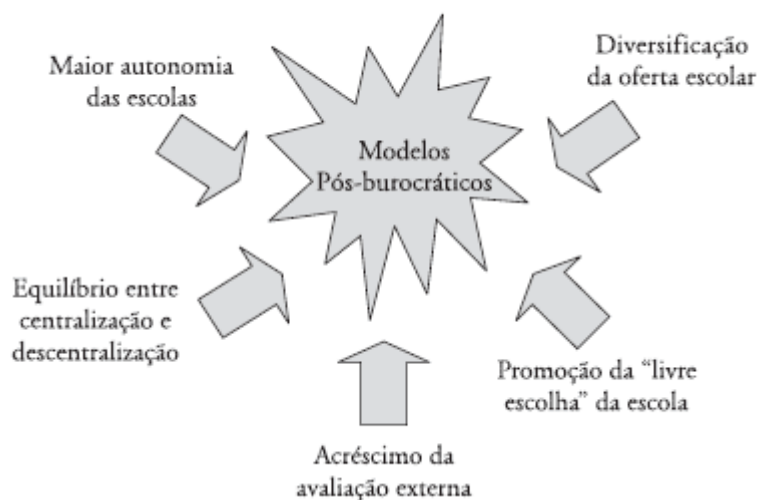 Maior autonomia
das escolas
Modelos
Pós-burocráticos
Diversificação
da oferta escolar
Equilíbrio entre
centralização e
descentralização
Acréscimo da
avaliação externa
Promoção da “livre
escolha” da escola